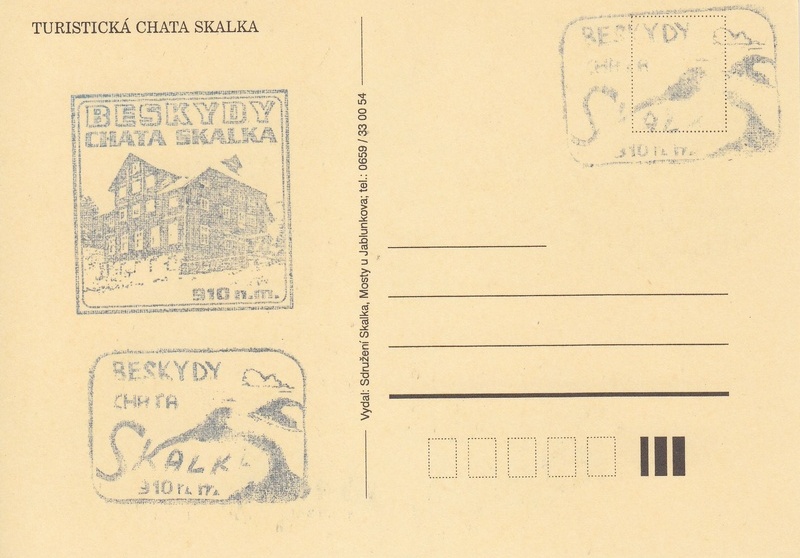 TURISTICKÁ CHATA SKALKA
BESKYDY
CHATA SKALKA
910 n.m.
BESKYDY
CHATA
SKALKA
910 n.m.
Vydal: Sdružení Skalka, Mosty u Jablunkova; tel.: 0659 / 33 00 54
BESKYDY
CHATA
910 n.m.